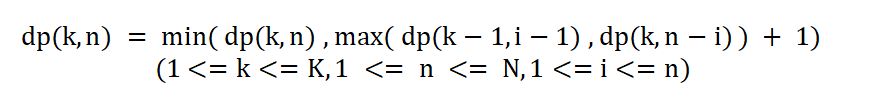 dp(k,n) = min( dp(k,n) , max( dp(k − 1,i − 1) , dp(k,n − i) ) + 1)
(1 <= k <= K,1 <= n <= N,1 <= i <= n)